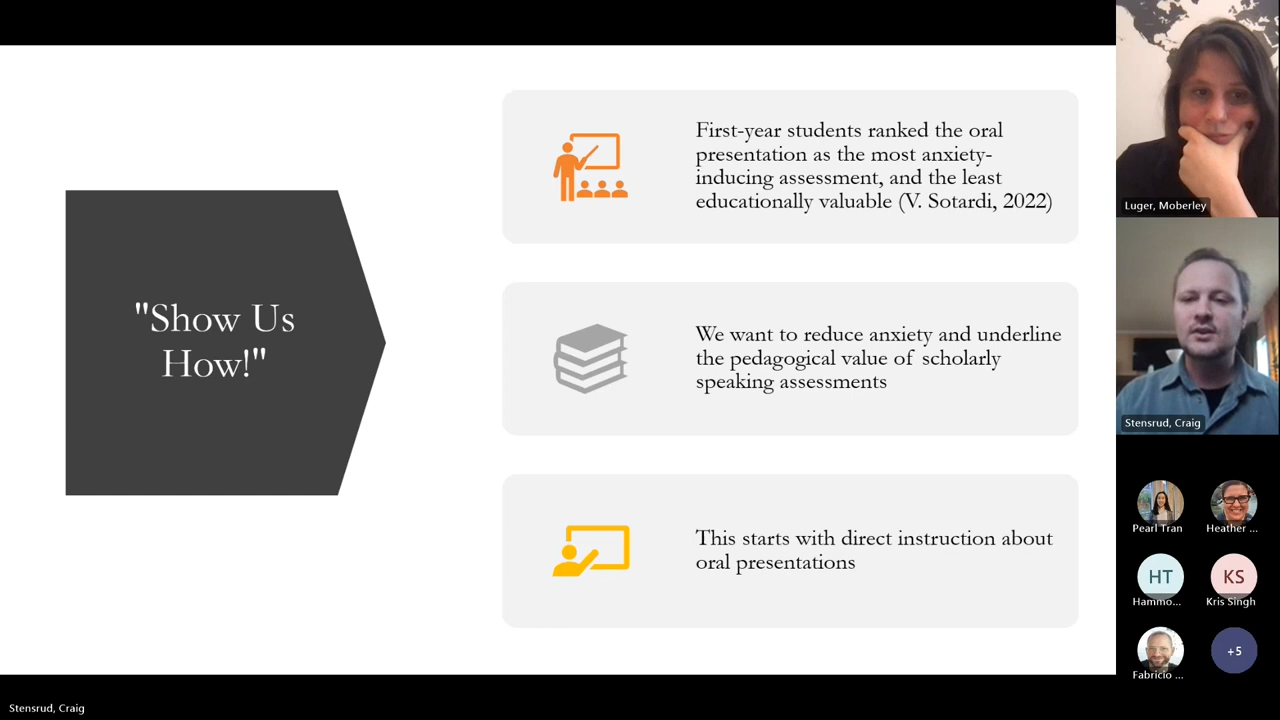 "Show Us
How!"
First-year students ranked the oral
presentation as the most anxiety-
inducing assessment, and the least
educationally valuable (V. Sotardi, 2022)
We want to reduce anxiety and underline
the pedagogical value of scholarly
speaking assessments
This starts with direct instruction about
oral presentations
Luger, Moberley
Stensrud, Craig
Pearl Tran
Heather ...
HT
Hammo...
KS
Kris Singh
Fabricio ...
+5
Stensrud, Craig